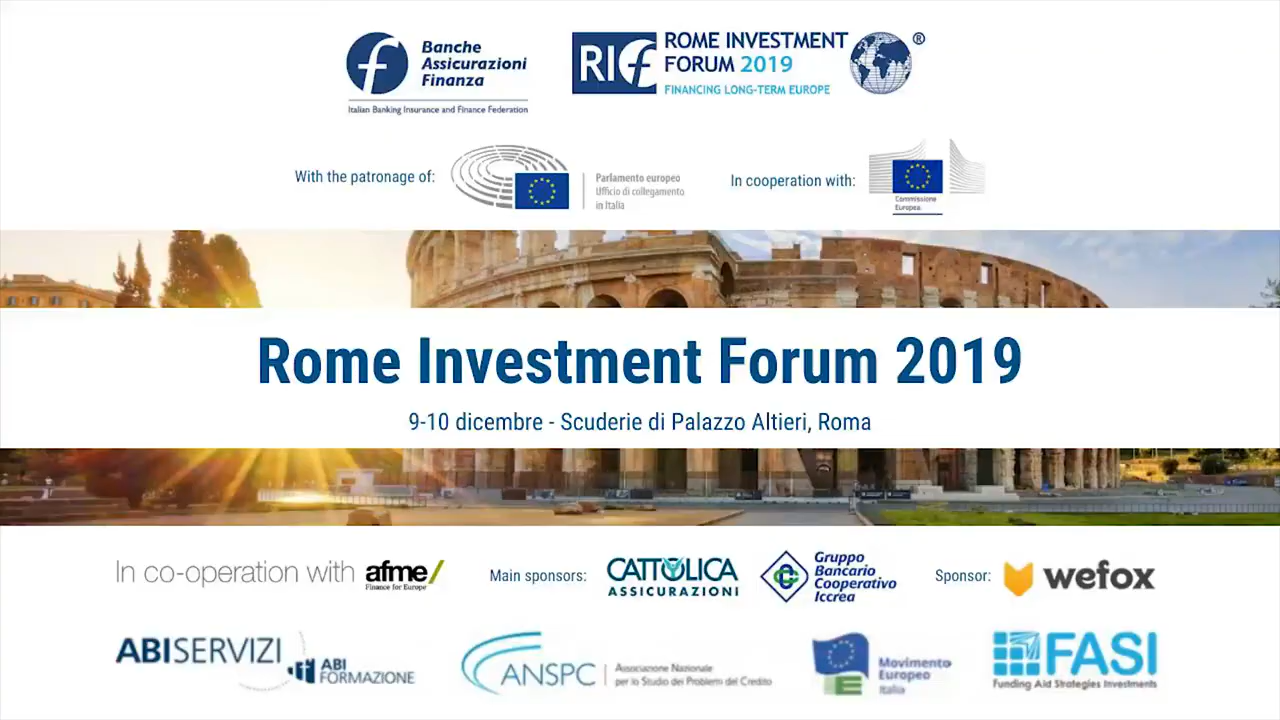 Banche
Assicurazioni
Finanza
Italian Banking Insurance and Finance Federation
RIf
ROME INVESTMENT
FORUM 2019
FINANCING LONG-TERM EUROPE
®
With the patronage of:
Parlamento europeo
Ufficio di collegamento
in Italia
In cooperation with:
Commissione
Europea
Rome Investment Forum 2019
9-10 dicembre - Scuderie di Palazzo Altieri, Roma
In co-operation with
afme/
Finance for Europe
Main sponsors:
CATTOLICA
ASSICURAZIONI
Gruppo
Bancario
Cooperativo
Iccrea
Sponsor:
wefox
ABISERVIZI
ABI
FORMAZIONE
ANSPC
Associazione Nazionale
per lo Studio dei Problemi del Credito
Movimento
Europeo
Italia
FASI
Funding Aid Strategies Investments